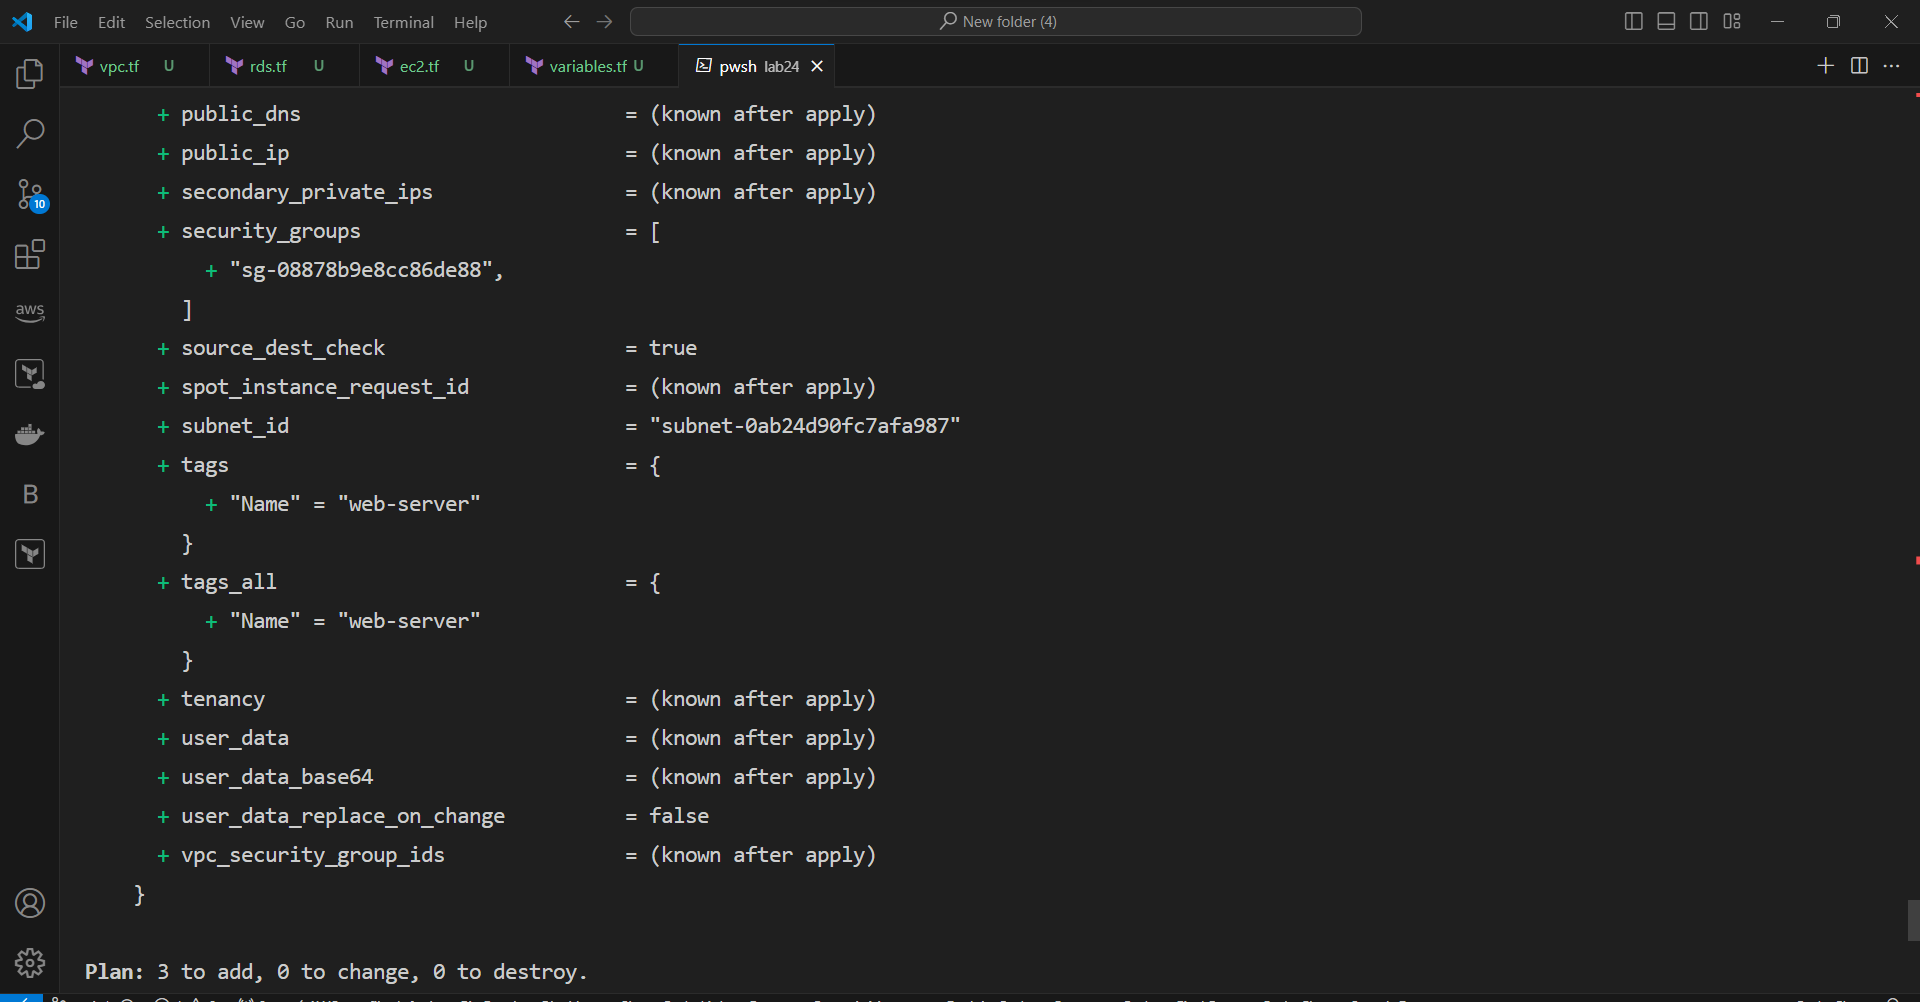 File Edit Selection View Go Run Terminal Help New folder (4)
vpc.tf U rds.tf U ec2.tf U variables.tf U pwsh lab24
+ public_dns = (known after apply)
+ public_ip = (known after apply)
+ secondary_private_ips = (known after apply)
+ security_groups = [
+ "sg-08878b9e8cc86de88",
]
+ source_dest_check = true
+ spot_instance_request_id = (known after apply)
+ subnet_id = "subnet-0ab24d90fc7afa987"
+ tags = {
+ "Name" = "web-server"
}
+ tags_all = {
+ "Name" = "web-server"
}
+ tenancy = (known after apply)
+ user_data = (known after apply)
+ user_data_base64 = (known after apply)
+ user_data_replace_on_change = false
+ vpc_security_group_ids = (known after apply)
}
Plan: 3 to add, 0 to change, 0 to destroy.
10
aws
B